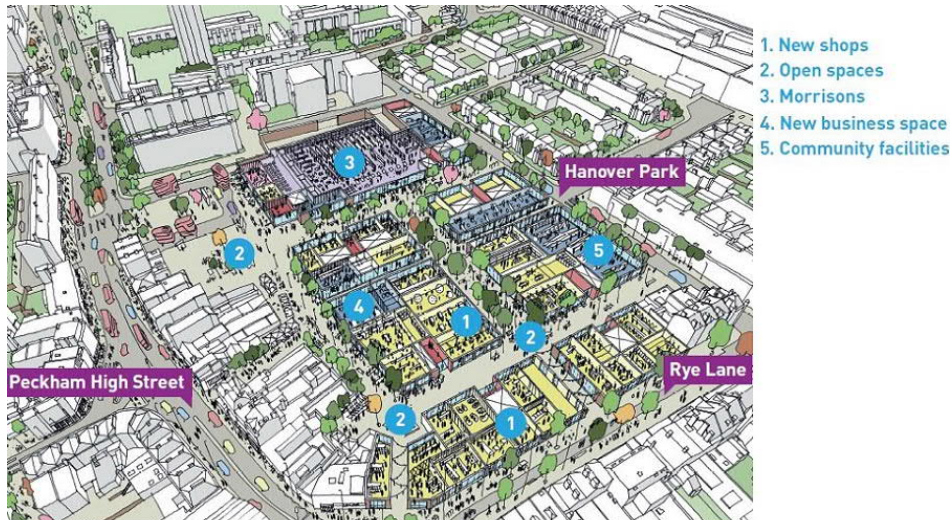 1. New shops
2. Open spaces
3. Morrisons
4. New business space
5. Community facilities
3
Hanover Park
2
5
4
1
2
Rye Lane
Peckham High Street
2
1